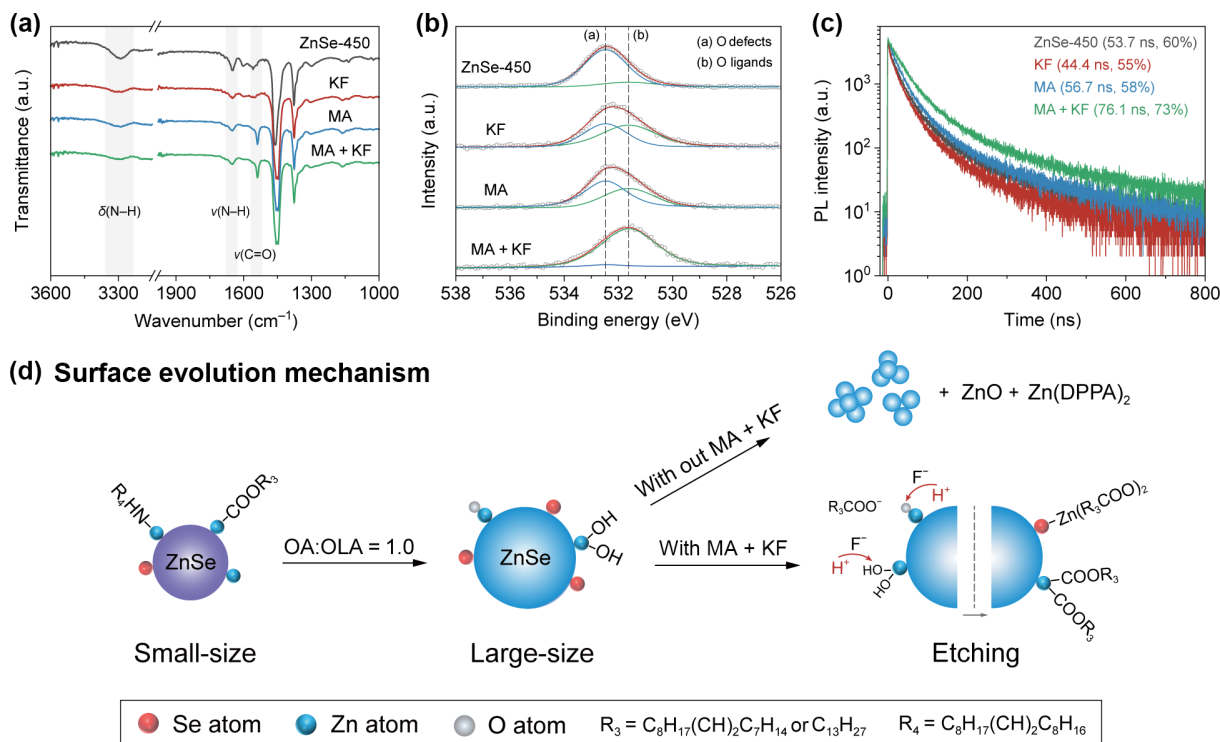 (a)
ZnSe-450
KF
MA
MA + KF
δ(N–H)
ν(N–H)
ν(C=O)
Transmittance (a.u.)
3600 3300 1900 1600 1300 1000
Wavenumber (cm⁻¹)
(b)
(a) (b)
(a) O defects
(b) O ligands
ZnSe-450
KF
MA
MA + KF
Intensity (a.u.)
538 536 534 532 530 528 526
Binding energy (eV)
(c)
ZnSe-450 (53.7 ns, 60%)
KF (44.4 ns, 55%)
MA (56.7 ns, 58%)
MA + KF (76.1 ns, 73%)
PL intensity (a.u.)
10³
10²
10¹
10⁰
0 200 400 600 800
Time (ns)
(d) Surface evolution mechanism
R₄HN
COOR₃
ZnSe
Small-size
OA:OLA = 1.0
ZnSe
OH
OH
Large-size
With out MA + KF
+ ZnO + Zn(DPPA)₂
With MA + KF
R₃COO⁻
F⁻
H⁺
F⁻
H⁺
HO
HO
Zn(R₃COO)₂
COOR₃
COOR₃
Etching
Se atom Zn atom O atom R₃ = C₈H₁₇(CH)₂C₇H₁₄ or C₁₃H₂₇ R₄ = C₈H₁₇(CH)₂C₈H₁₆